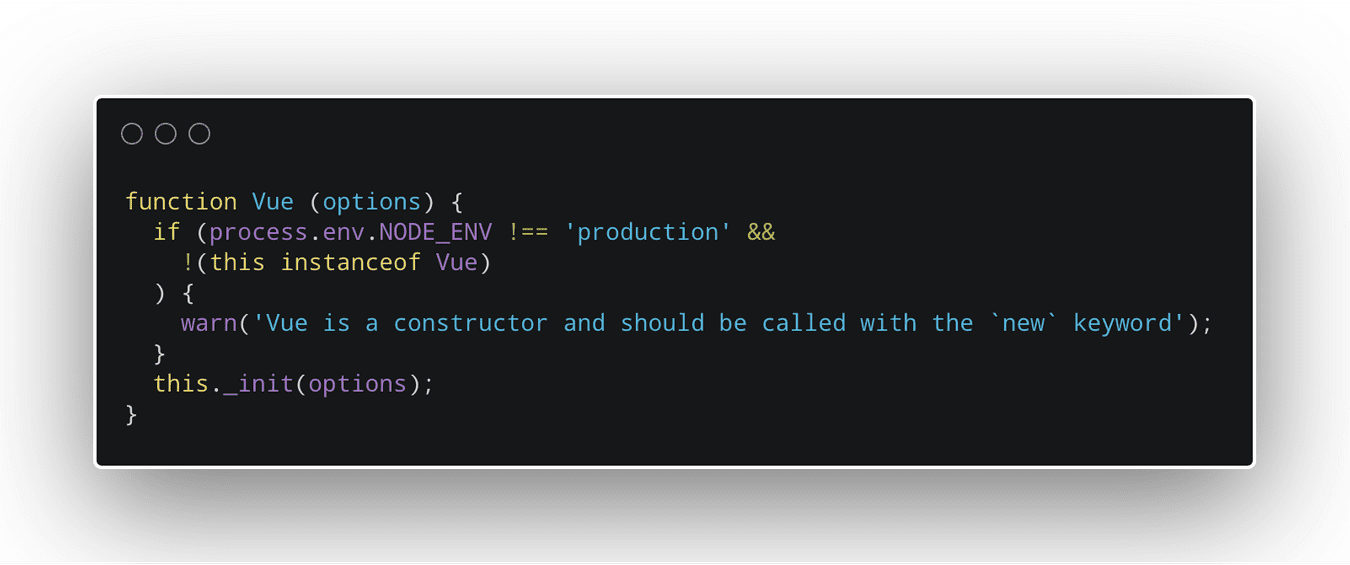 function Vue (options) {
  if (process.env.NODE_ENV !== 'production' &&
    !(this instanceof Vue)
  ) {
    warn('Vue is a constructor and should be called with the `new` keyword');
  }
  this._init(options);
}